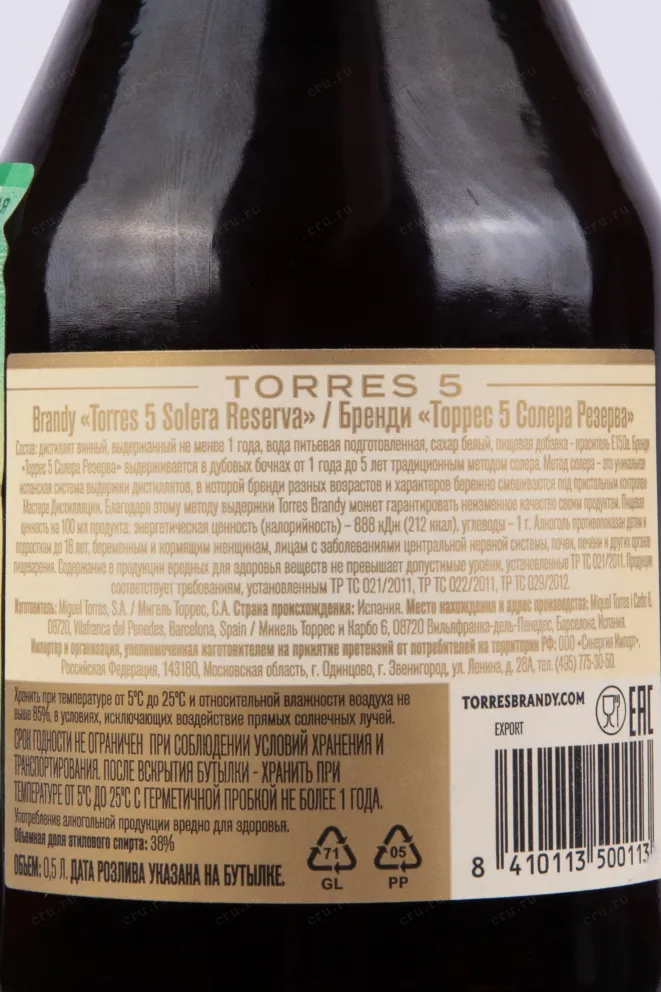 TORRES 5
Brandy «Torres 5 Solera Reserva» / Бренди «Торрес 5 Солера Резерва»
Состав: дистиллят винный, выдержанный не менее 1 года, вода питьевая подготовленная, сахар белый, пищевая добавка - краситель Е150а. Бренди
«Торрес 5 Солера Резерва» выдерживается в дубовых бочках от 1 года до 5 лет традиционным методом солера. Метод солера – это уникальная
испанская система выдержки дистиллятов, в которой бренди разных возрастов и характеров бережно смешиваются под пристальным контролем
Мастера Дистилляции. Благодаря этому методу выдержки Torres Brandy может гарантировать неизменное качество своим продуктам. Пищевая
ценность на 100 мл продукта: энергетическая ценность (калорийность) – 888 кДж (212 ккал), углеводы – 1 г. Алкоголь противопоказан детям и
подросткам до 18 лет, беременным и кормящим женщинам, лицам с заболеваниями центральной нервной системы, почек, печени и других органов
пищеварения. Содержание в продукции вредных для здоровья веществ не превышает допустимые уровни, установленные ТР ТС 021/2011. Продукция
соответствует требованиям, установленным ТР ТС 021/2011, ТР ТС 022/2011, ТР ТС 029/2012.
Изготовитель: Miguel Torres, S.A. / Мигель Торрес, С.А. Страна происхождения: Испания. Место нахождения и адрес производства: Miguel Torres i Carbó 6,
08720, Vilafranca del Penedes, Barcelona, Spain / Микель Торрес и Карбо 6, 08720 Вильяфранка-дель-Пенедес, Барселона, Испания.
Импортер и организация, уполномоченная изготовителем на принятие претензий от потребителей на территории РФ: ООО «Синергия Импорт»,
Российская Федерация, 143180, Московская область, г. Одинцово, г. Звенигород, ул. Ленина, д. 28А, тел. (495) 775-30-50.
Хранить при температуре от 5°С до 25°С и относительной влажности воздуха не
выше 85%, в условиях, исключающих воздействие прямых солнечных лучей.
СРОК ГОДНОСТИ НЕ ОГРАНИЧЕН ПРИ СОБЛЮДЕНИИ УСЛОВИЙ ХРАНЕНИЯ И
ТРАНСПОРТИРОВАНИЯ. ПОСЛЕ ВСКРЫТИЯ БУТЫЛКИ - ХРАНИТЬ ПРИ
ТЕМПЕРАТУРЕ ОТ 5°С ДО 25°С С ГЕРМЕТИЧНОЙ ПРОБКОЙ НЕ БОЛЕЕ 1 ГОДА.
Употребление алкогольной продукции вредно для здоровья.
Объемная доля этилового спирта: 38%
ОБЪЕМ: 0,5 Л. ДАТА РОЗЛИВА УКАЗАНА НА БУТЫЛКЕ.
71
GL
05
PP
TORRESBRANDY.COM
EXPORT
EAC
8 410113 500113
cru.ru